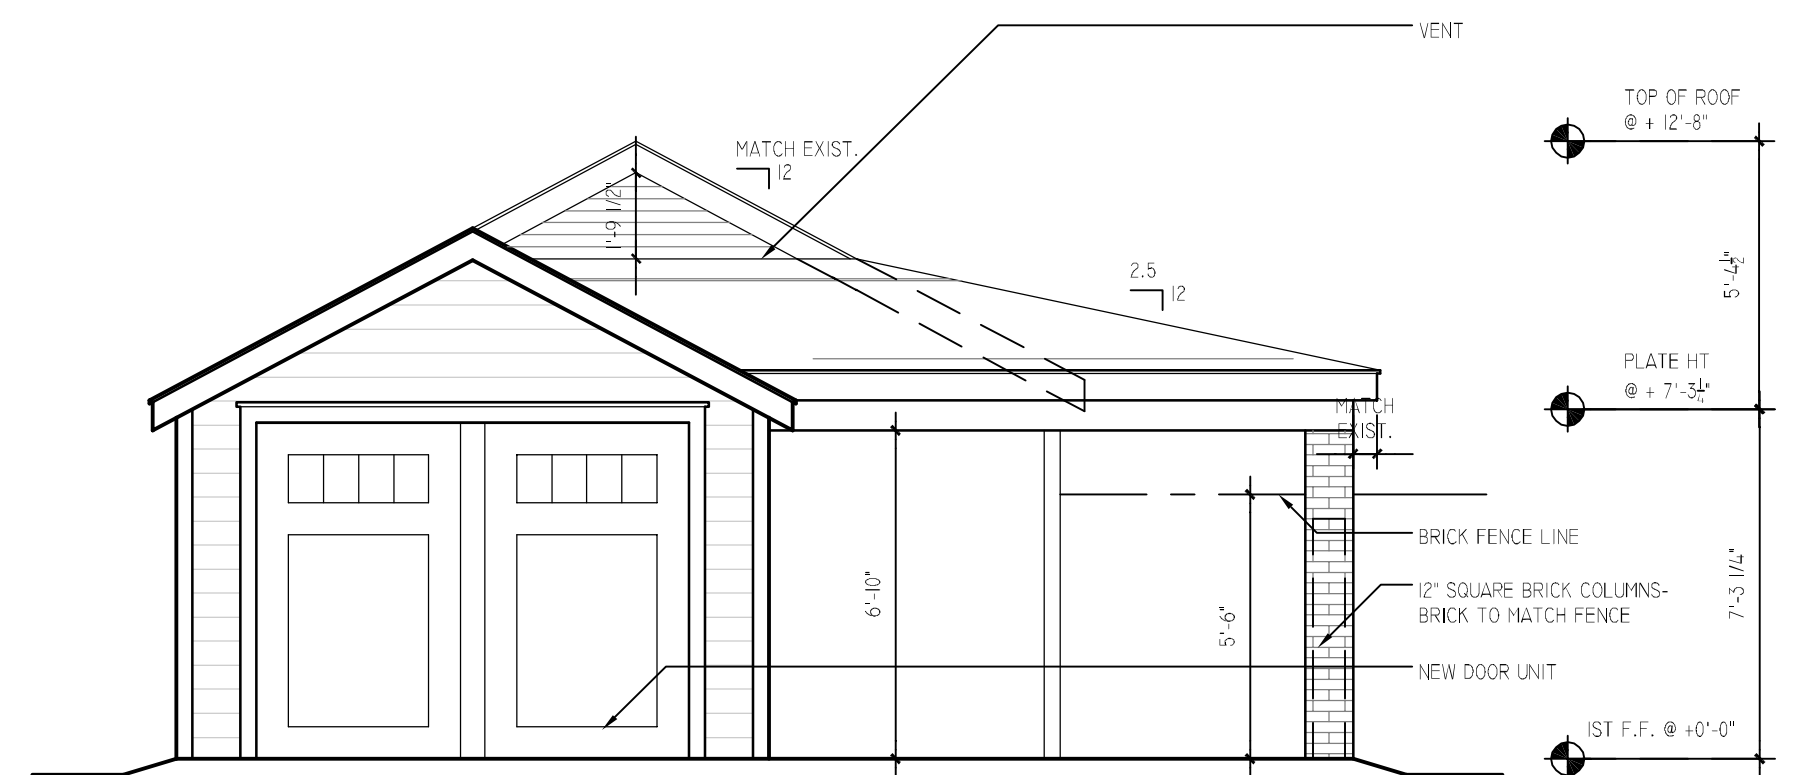 VENT
TOP OF ROOF
@ + 12'-8"
MATCH EXIST.
12
1'-9 1/2"
2.5
12
5'-4½"
PLATE HT
@ + 7'-3¼"
MATCH
EXIST.
BRICK FENCE LINE
6'-10"
5'-6"
7'-3 1/4"
12" SQUARE BRICK COLUMNS-
BRICK TO MATCH FENCE
NEW DOOR UNIT
1ST F.F. @ +0'-0"